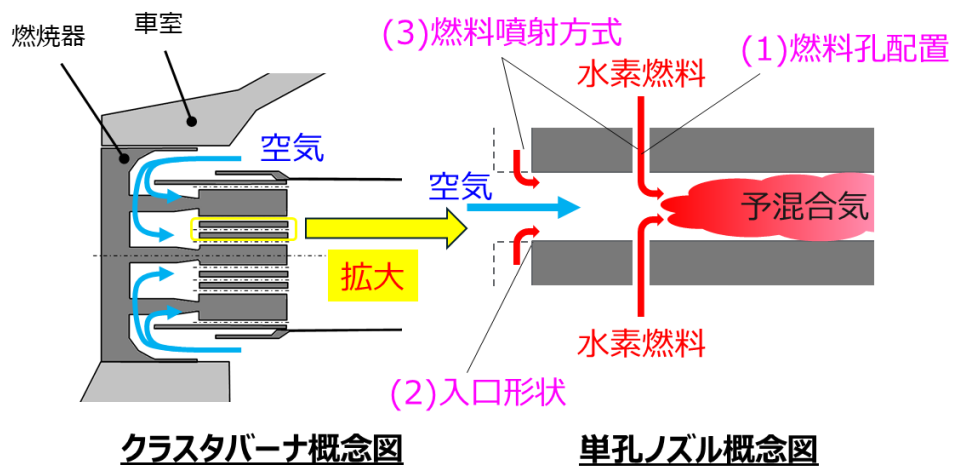 燃焼器
車室
空気
拡大
クラスタバーナ概念図
(3)燃料噴射方式
(1)燃料孔配置
水素燃料
空気
予混合気
水素燃料
(2)入口形状
単孔ノズル概念図